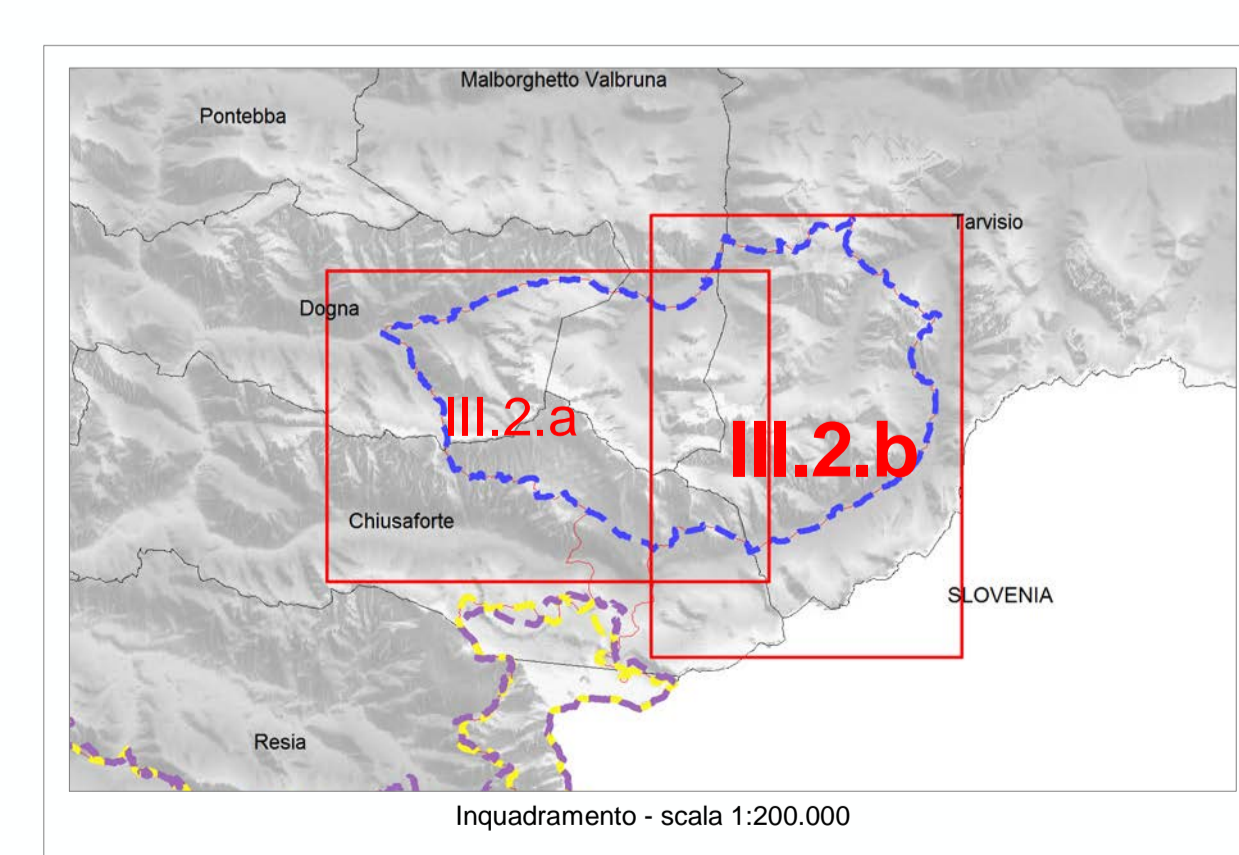 Malborghetto Valbruna
Pontebba
Tarvisio
Dogna
III.2.a
III.2.b
Chiusaforte
SLOVENIA
Resia
Inquadramento - scala 1:200.000